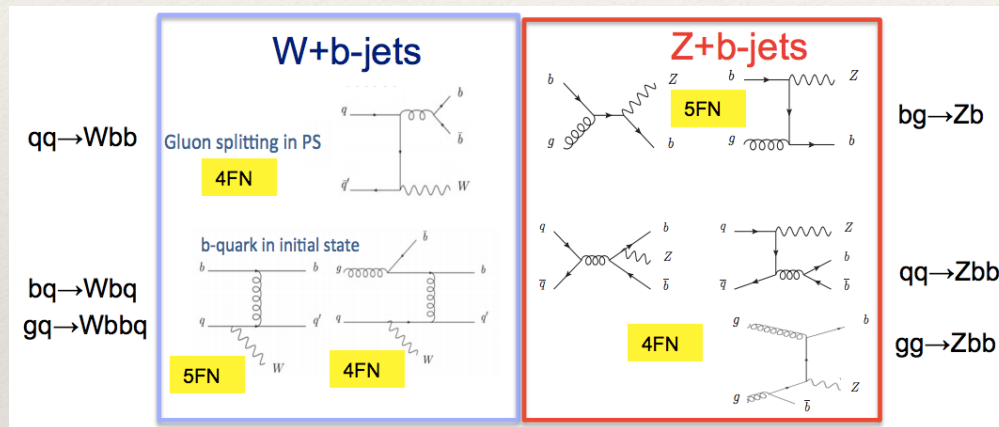 W+b-jets
Z+b-jets
qq→Wbb
Gluon splitting in PS
4FN
q
q̄′
b
b̄
W
b-quark in initial state
bq→Wbq
gq→Wbbq
b
b
q
q′
W
5FN
b̄
g
b
q
q′
W
4FN
b
g
Z
b
5FN
b
Z
g
b
bg→Zb
q
q̄
b
Z
b̄
q
Z
q̄
b
b̄
qq→Zbb
4FN
g
b
g
Z
b̄
gg→Zbb